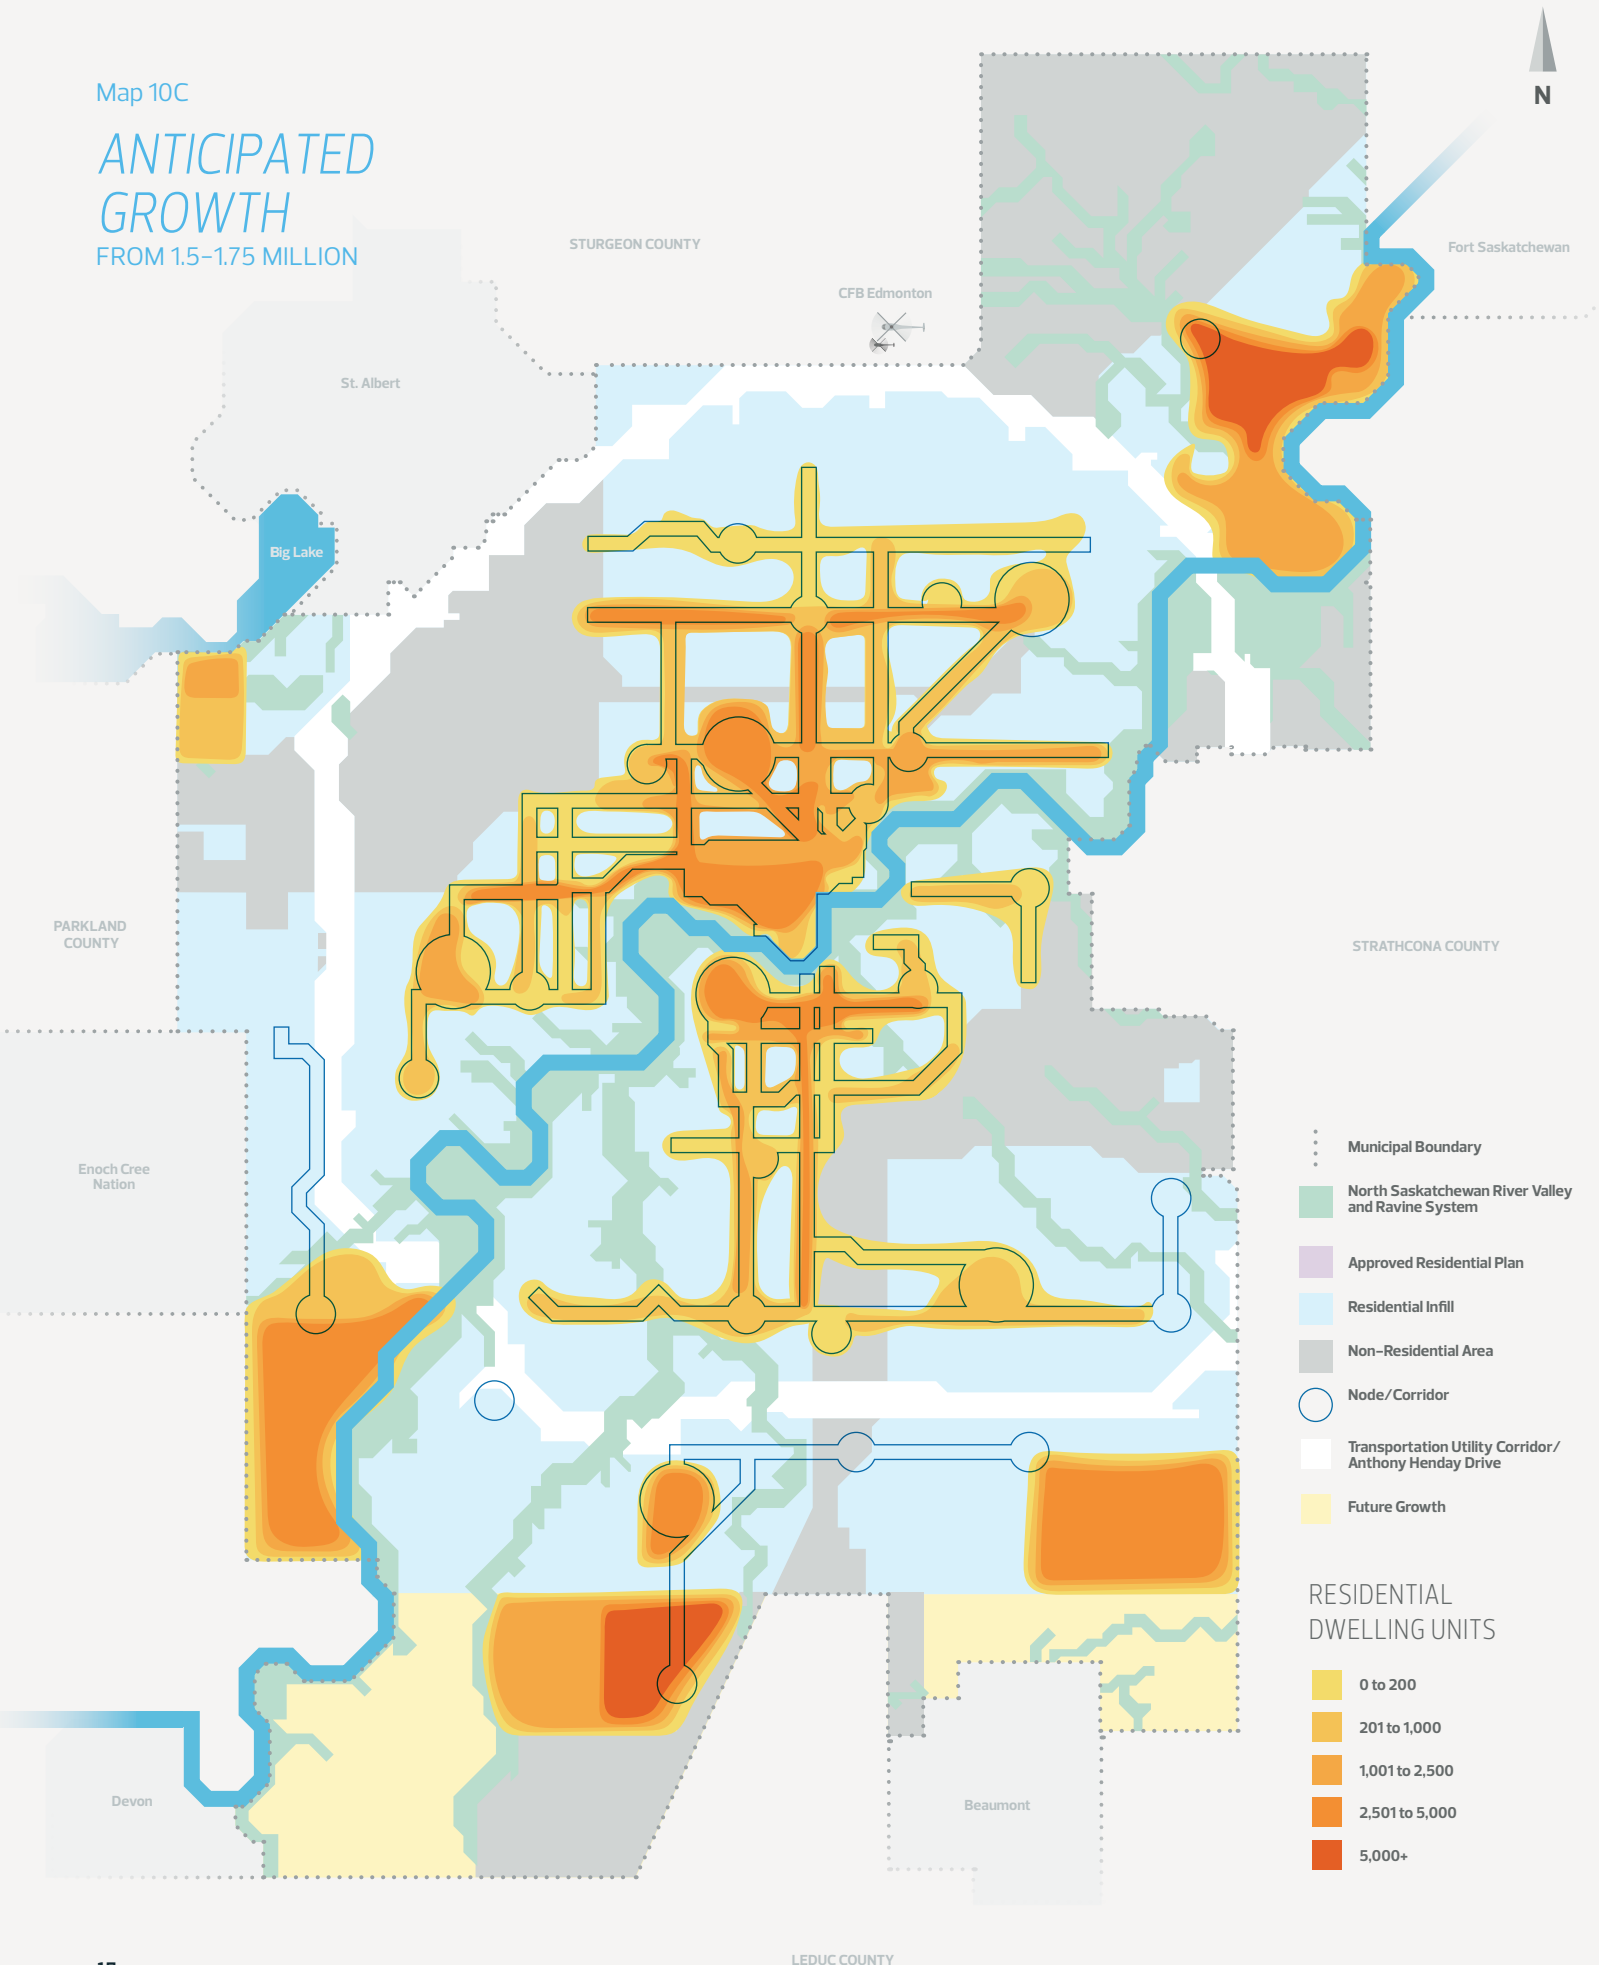 Map 10C
ANTICIPATED
GROWTH
FROM 1.5–1.75 MILLION
N
STURGEON COUNTY
Fort Saskatchewan
CFB Edmonton
St. Albert
Big Lake
PARKLAND
COUNTY
STRATHCONA COUNTY
Enoch Cree
Nation
Municipal Boundary
North Saskatchewan River Valley
and Ravine System
Approved Residential Plan
Residential Infill
Non–Residential Area
Node/Corridor
Transportation Utility Corridor/
Anthony Henday Drive
Future Growth
RESIDENTIAL
DWELLING UNITS
0 to 200
201 to 1,000
1,001 to 2,500
2,501 to 5,000
5,000+
Devon
Beaumont
LEDUC COUNTY